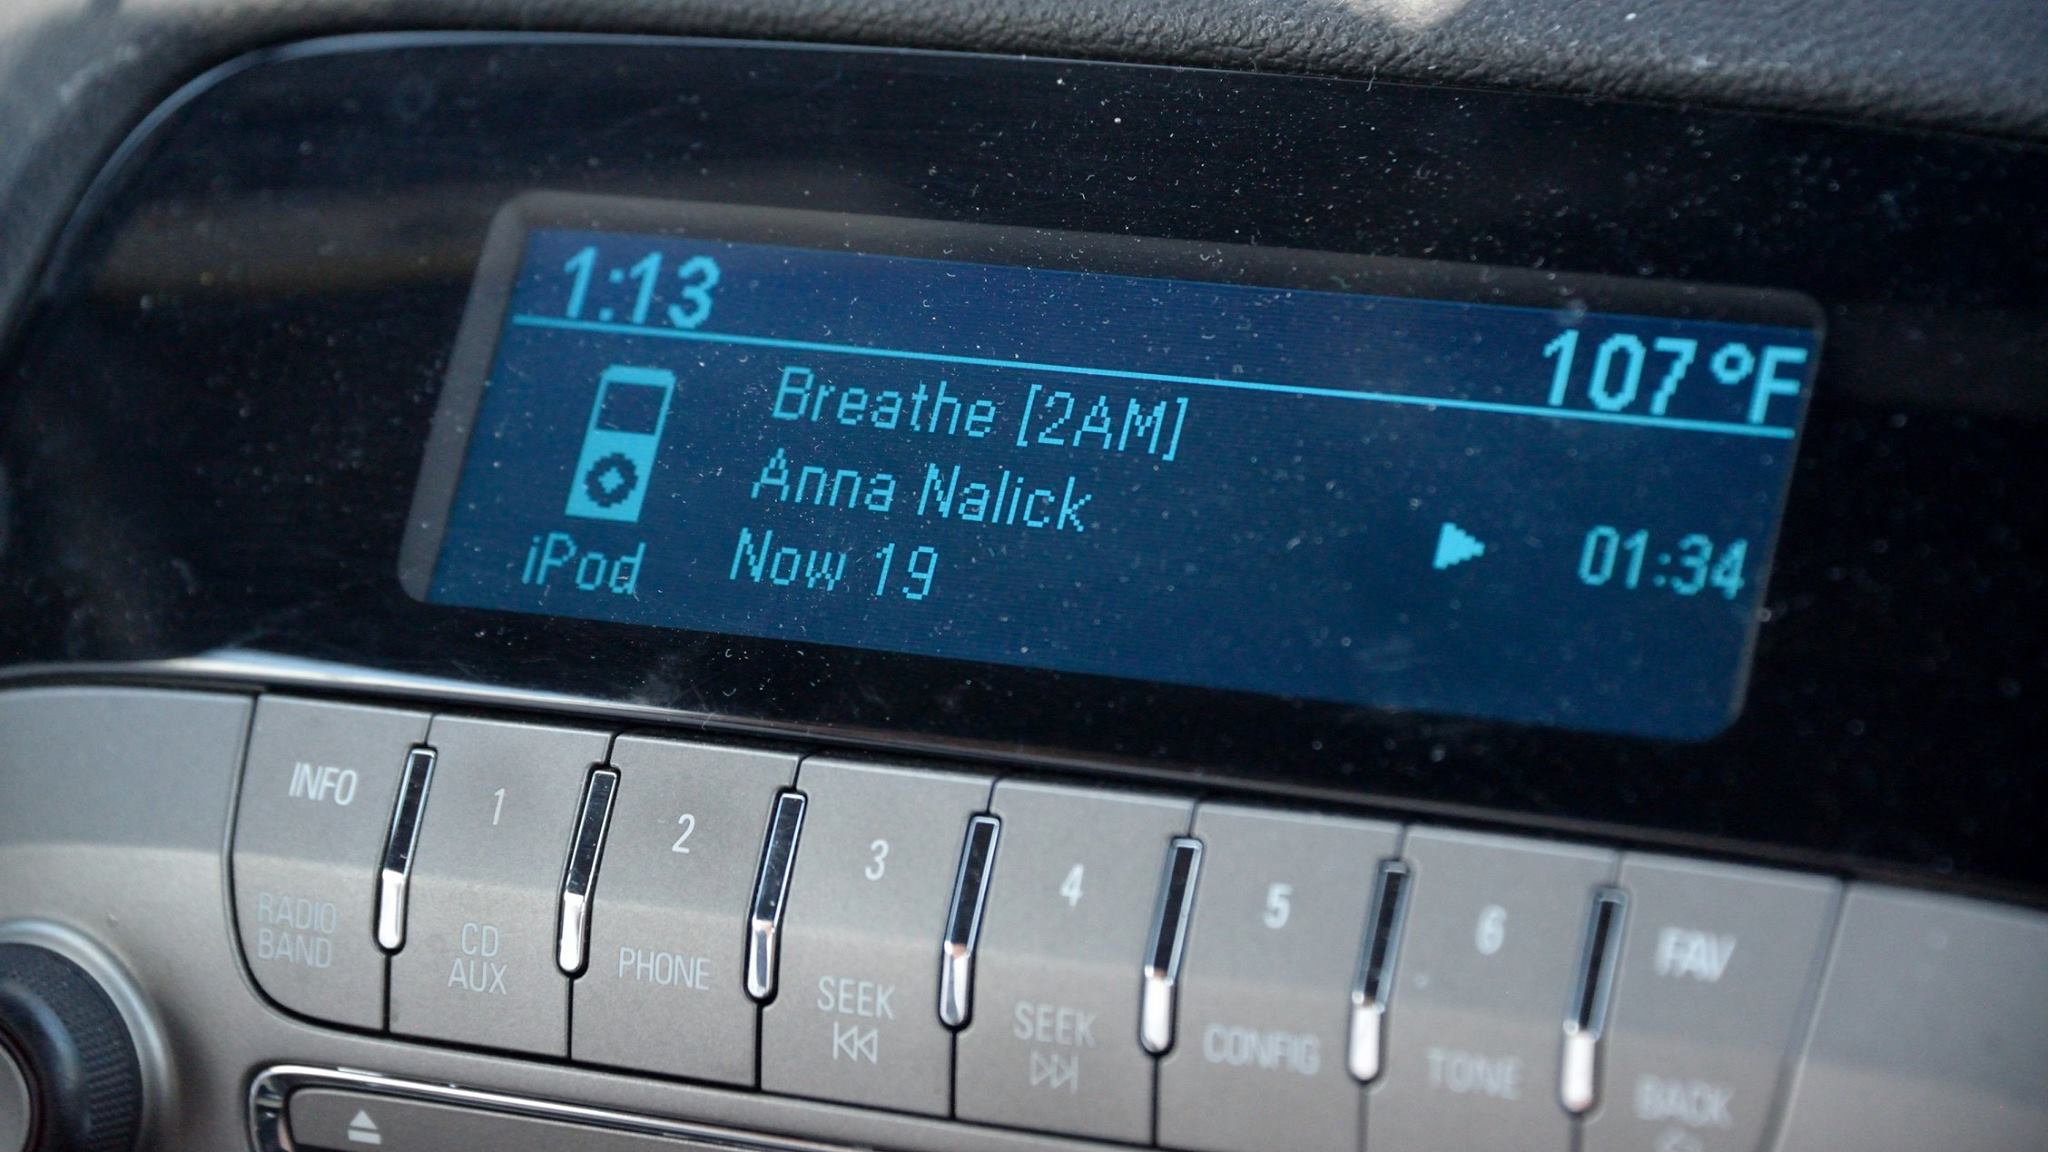 1:13
107°F
Breathe [2AM]
Anna Nalick
Now 19
01:34
iPod
INFO
1
2
3
4
5
6
FAV
RADIO
BAND
CD
AUX
PHONE
SEEK
SEEK
CONFIG
TONE
BACK